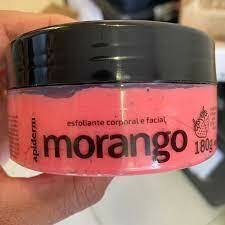 apiderm
esfoliante corporal e facial
morango
180g